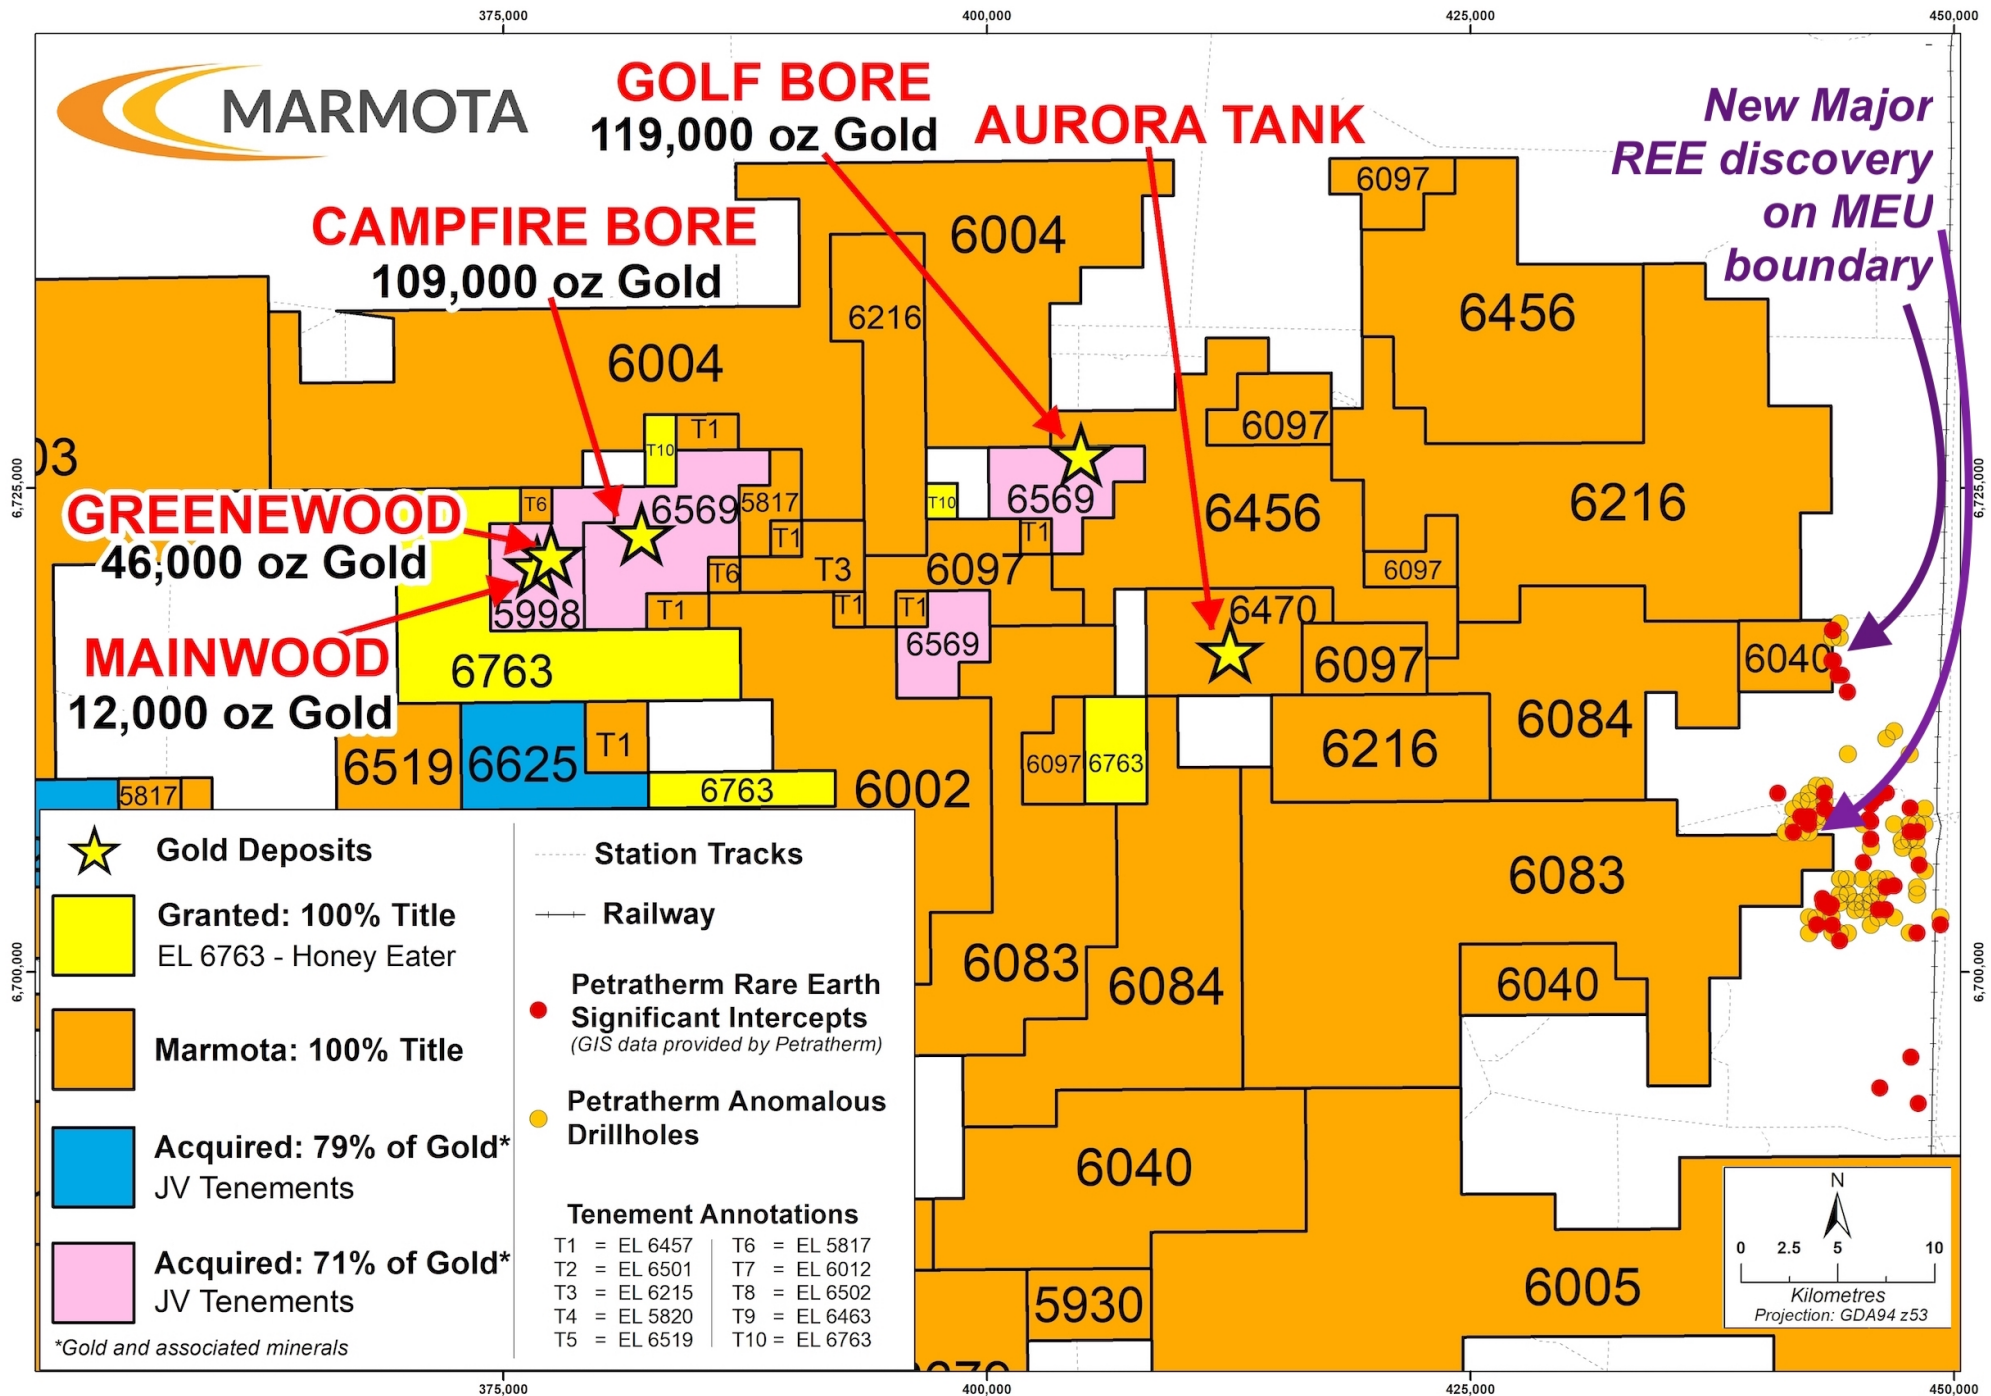 375,000
400,000
425,000
450,000
MARMOTA
GOLF BORE
119,000 oz Gold
AURORA TANK
New Major
REE discovery
on MEU
boundary
CAMPFIRE BORE
109,000 oz Gold
6004
6097
6216
6456
6004
6097
T1
T10
03
6,725,000
6,725,000
GREENEWOOD
46,000 oz Gold
T6
6569
5817
T10
6569
6456
6216
T1
T1
T6
T3
6097
6097
5998
T1
T1
T1
6470
MAINWOOD
12,000 oz Gold
6763
6569
6097
6040
6519
6625
T1
6084
6216
6097
6763
5817
6763
6002
6083
6083
6084
6040
6,700,000
6,700,000
6040
6005
5930
Gold Deposits
Granted: 100% Title
EL 6763 - Honey Eater
Marmota: 100% Title
Acquired: 79% of Gold*
JV Tenements
Acquired: 71% of Gold*
JV Tenements
*Gold and associated minerals
Station Tracks
Railway
Petratherm Rare Earth
Significant Intercepts
(GIS data provided by Petratherm)
Petratherm Anomalous
Drillholes
Tenement Annotations
T1 = EL 6457
T2 = EL 6501
T3 = EL 6215
T4 = EL 5820
T5 = EL 6519
T6 = EL 5817
T7 = EL 6012
T8 = EL 6502
T9 = EL 6463
T10 = EL 6763
N
0 2.5 5 10
Kilometres
Projection: GDA94 z53
375,000
400,000
425,000
450,000